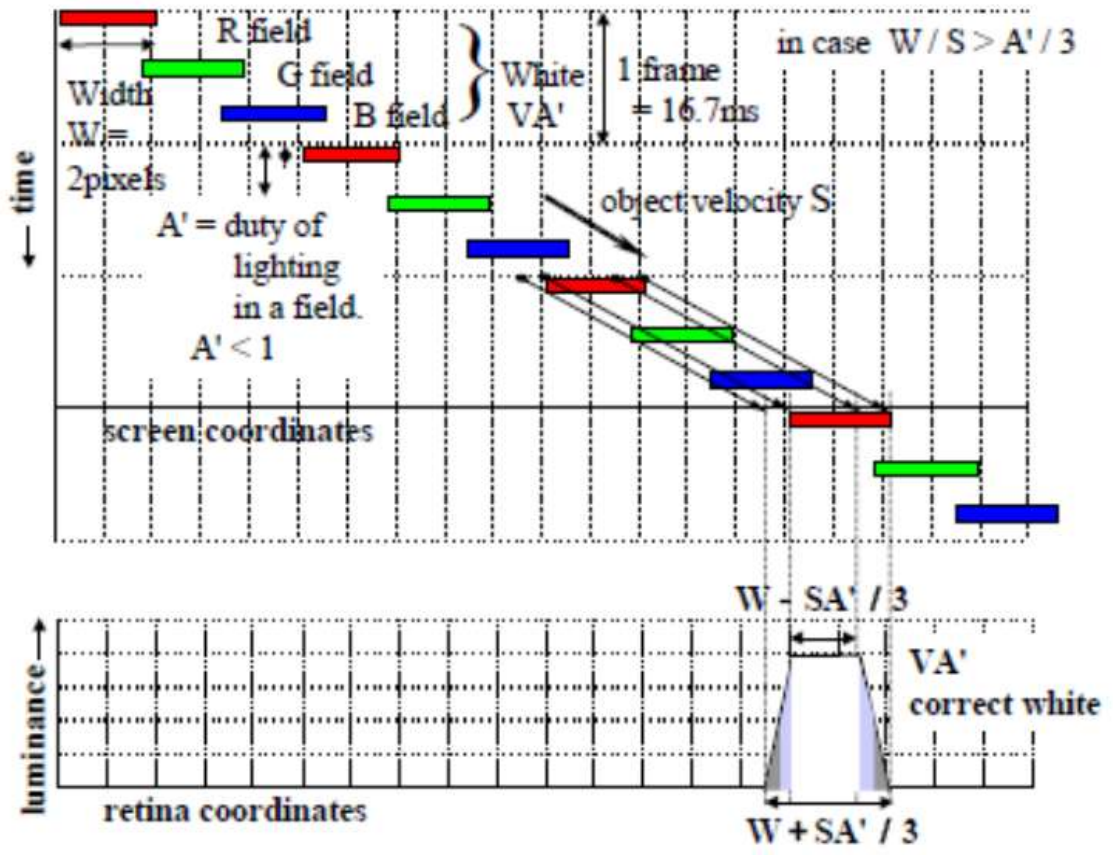 R field
G field
B field
White
VA'
1 frame
= 16.7ms
in case W / S > A' / 3
Width
W =
2pixels
time
object velocity S
A' = duty of
lighting
in a field.
A' < 1
screen coordinates
W - SA' / 3
luminance
VA'
correct white
retina coordinates
W + SA' / 3